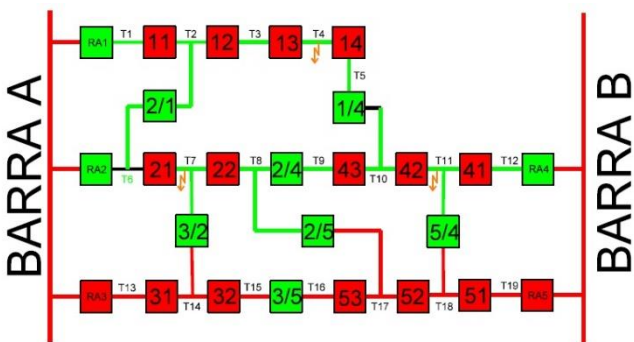 BARRA A
BARRA B
RA1 T1 11 T2 12 T3 13 T4 14
T5
2/1 1/4
RA2 T6 21 T7 22 T8 2/4 T9 43 T10 42 T11 41 T12 RA4
3/2 2/5 5/4
RA3 T13 31 T14 32 T15 3/5 T16 53 T17 52 T18 51 T19 RA5